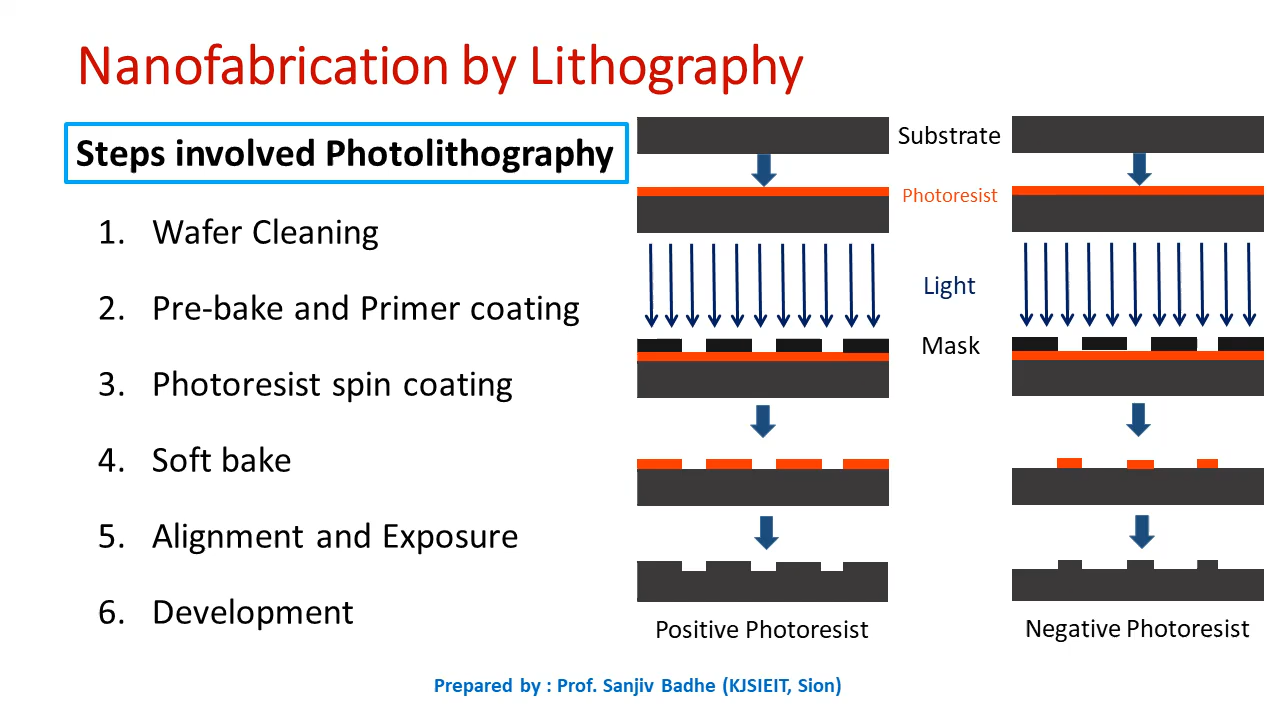 Nanofabrication by Lithography
Steps involved Photolithography
1. Wafer Cleaning
2. Pre-bake and Primer coating
3. Photoresist spin coating
4. Soft bake
5. Alignment and Exposure
6. Development
Substrate
Photoresist
Light
Mask
Positive Photoresist
Negative Photoresist
Prepared by : Prof. Sanjiv Badhe (KJSIEIT, Sion)